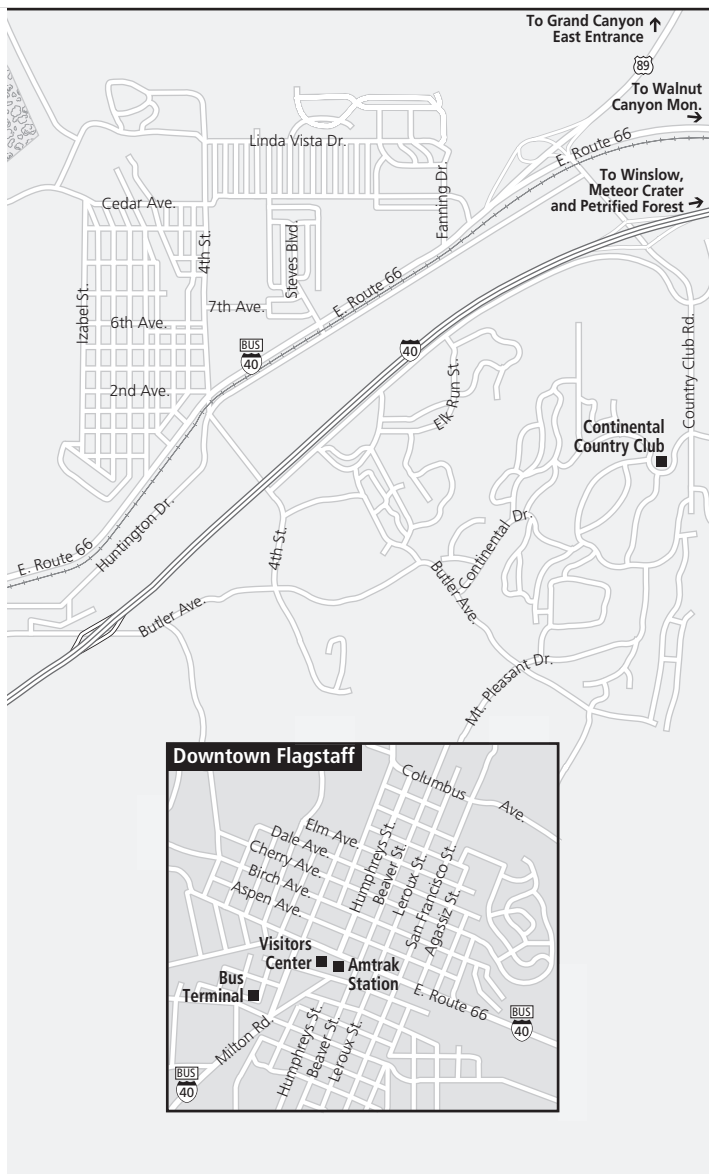 To Grand Canyon
East Entrance
89
To Walnut
Canyon Mon.
E. Route 66
Linda Vista Dr.
To Winslow,
Meteor Crater
and Petrified Forest
Fanning Dr.
Cedar Ave.
4th St.
Steves Blvd.
E. Route 66
7th Ave.
Izabel St.
6th Ave.
BUS
40
40
2nd Ave.
Elk Run St.
Country Club Rd.
Continental
Country Club
Huntington Dr.
E. Route 66
4th St.
Continental Dr.
Butler Ave.
Butler Ave.
Mt. Pleasant Dr.
Downtown Flagstaff
Columbus Ave.
Elm Ave.
Dale Ave.
Cherry Ave.
Birch Ave.
Aspen Ave.
Humphreys St.
Beaver St.
Leroux St.
San Francisco St.
Agassiz St.
Visitors
Center
Amtrak
Station
Bus
Terminal
E. Route 66
BUS
40
Milton Rd.
Humphreys St.
Beaver St.
Leroux St.
BUS
40